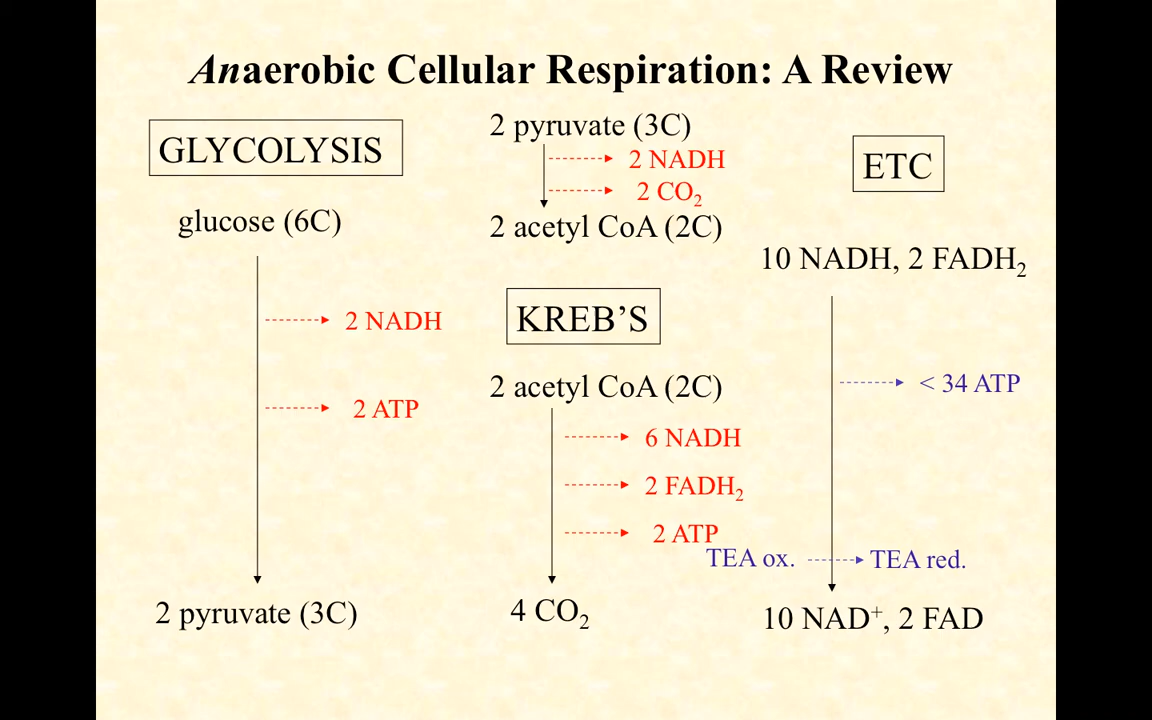 Anaerobic Cellular Respiration: A Review
GLYCOLYSIS
glucose (6C)
2 NADH
2 ATP
2 pyruvate (3C)
2 pyruvate (3C)
2 NADH
2 CO₂
2 acetyl CoA (2C)
KREB’S
2 acetyl CoA (2C)
6 NADH
2 FADH₂
2 ATP
4 CO₂
ETC
10 NADH, 2 FADH₂
< 34 ATP
TEA ox. TEA red.
10 NAD⁺, 2 FAD